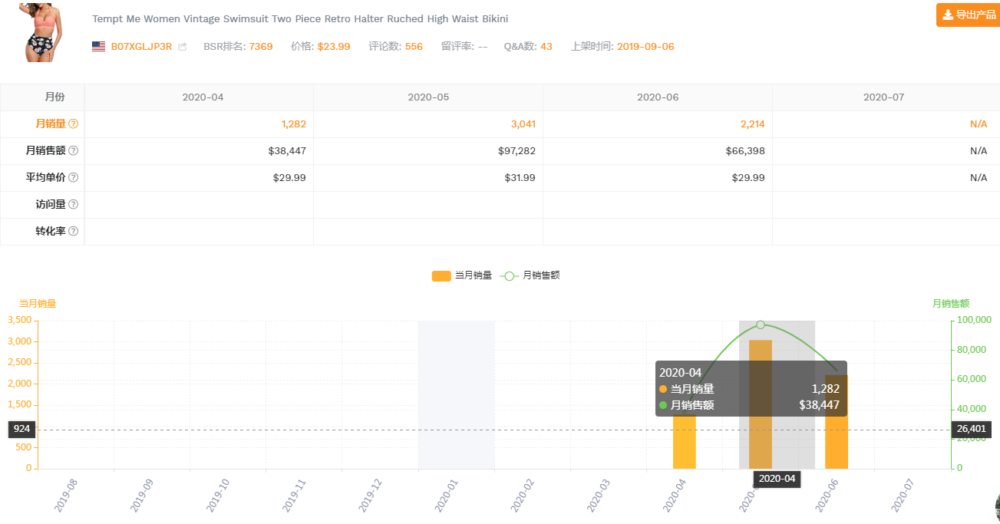 导出产品
Tempt Me Women Vintage Swimsuit Two Piece Retro Halter Ruched High Waist Bikini
B07XGLJP3R BSR排名: 7369 价格: $23.99 评论数: 556 留评率: -- Q&A数: 43 上架时间: 2019-09-06
月份 2020-04 2020-05 2020-06 2020-07
月销量 ? 1,282 3,041 2,214 N/A
月销售额 ? $38,447 $97,282 $66,398 N/A
平均单价 ? $29.99 $31.99 $29.99 N/A
访问量 ?
转化率 ?
当月销量 月销售额
当月销量 月销售额
3,500 100,000
3,000 80,000
2,500
2,000 60,000
1,500 40,000
924 26,401
500 20,000
0 0
2020-04
当月销量 1,282
月销售额 $38,447
2020-04
2019-08 2019-09 2019-10 2019-11 2019-12 2020-01 2020-02 2020-03 2020-04 2020-0 2020-06 2020-07